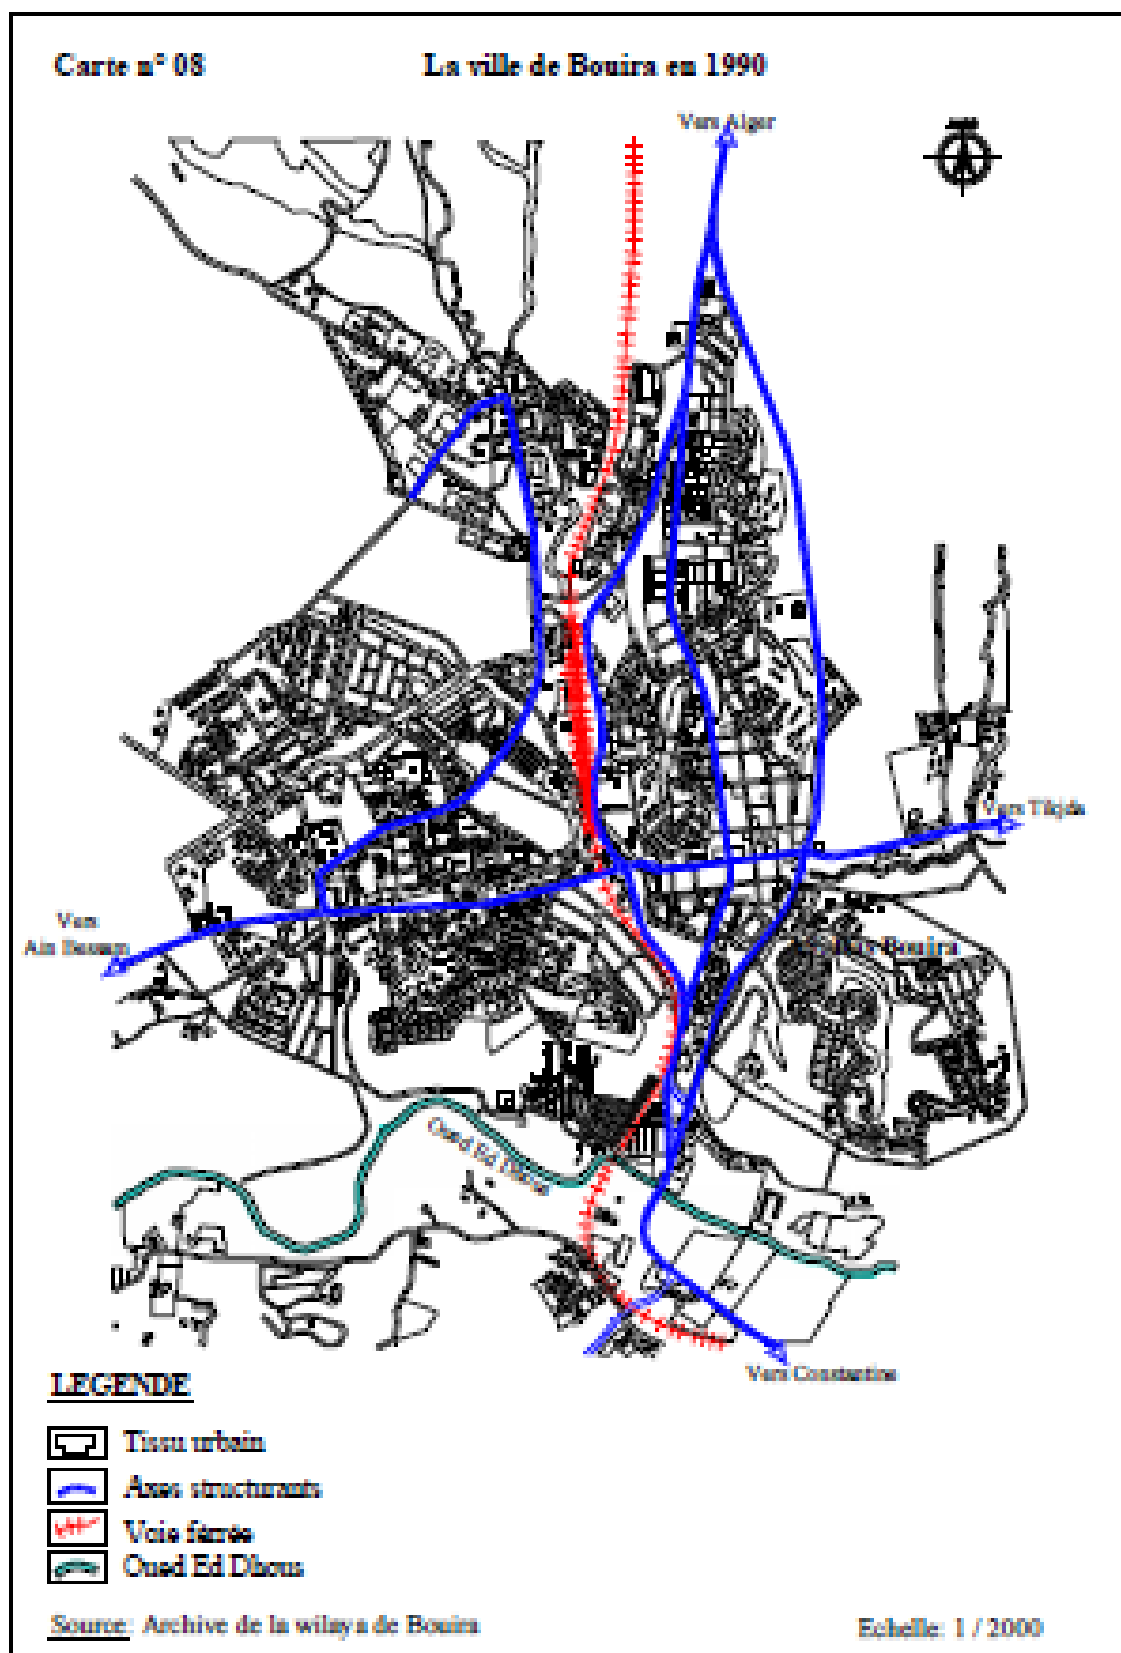 Carte n° 08
La ville de Bouira en 1990
Vers Alger
Vers Tikjda
Vers
Ain Bessem
Bouira
Oued Ed Dhous
Vers Constantine
LEGENDE
Tissu urbain
Axes structurants
Voie férrée
Oued Ed Dhous
Source: Archive de la wilaya de Bouira
Echelle: 1 / 2000